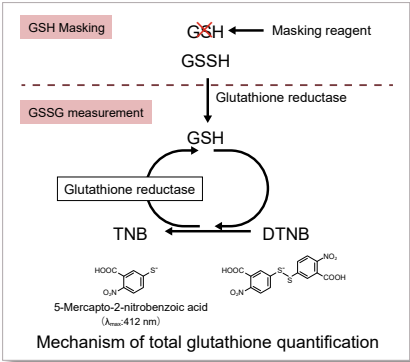 GSH Masking
GSH
Masking reagent
GSSH
Glutathione reductase
GSSG measurement
GSH
Glutathione reductase
TNB
DTNB
HOOC
S⁻
O₂N
HOOC
O₂N
S⁻
S
NO₂
COOH
5-Mercapto-2-nitrobenzoic acid
(λmax:412 nm)
Mechanism of total glutathione quantification